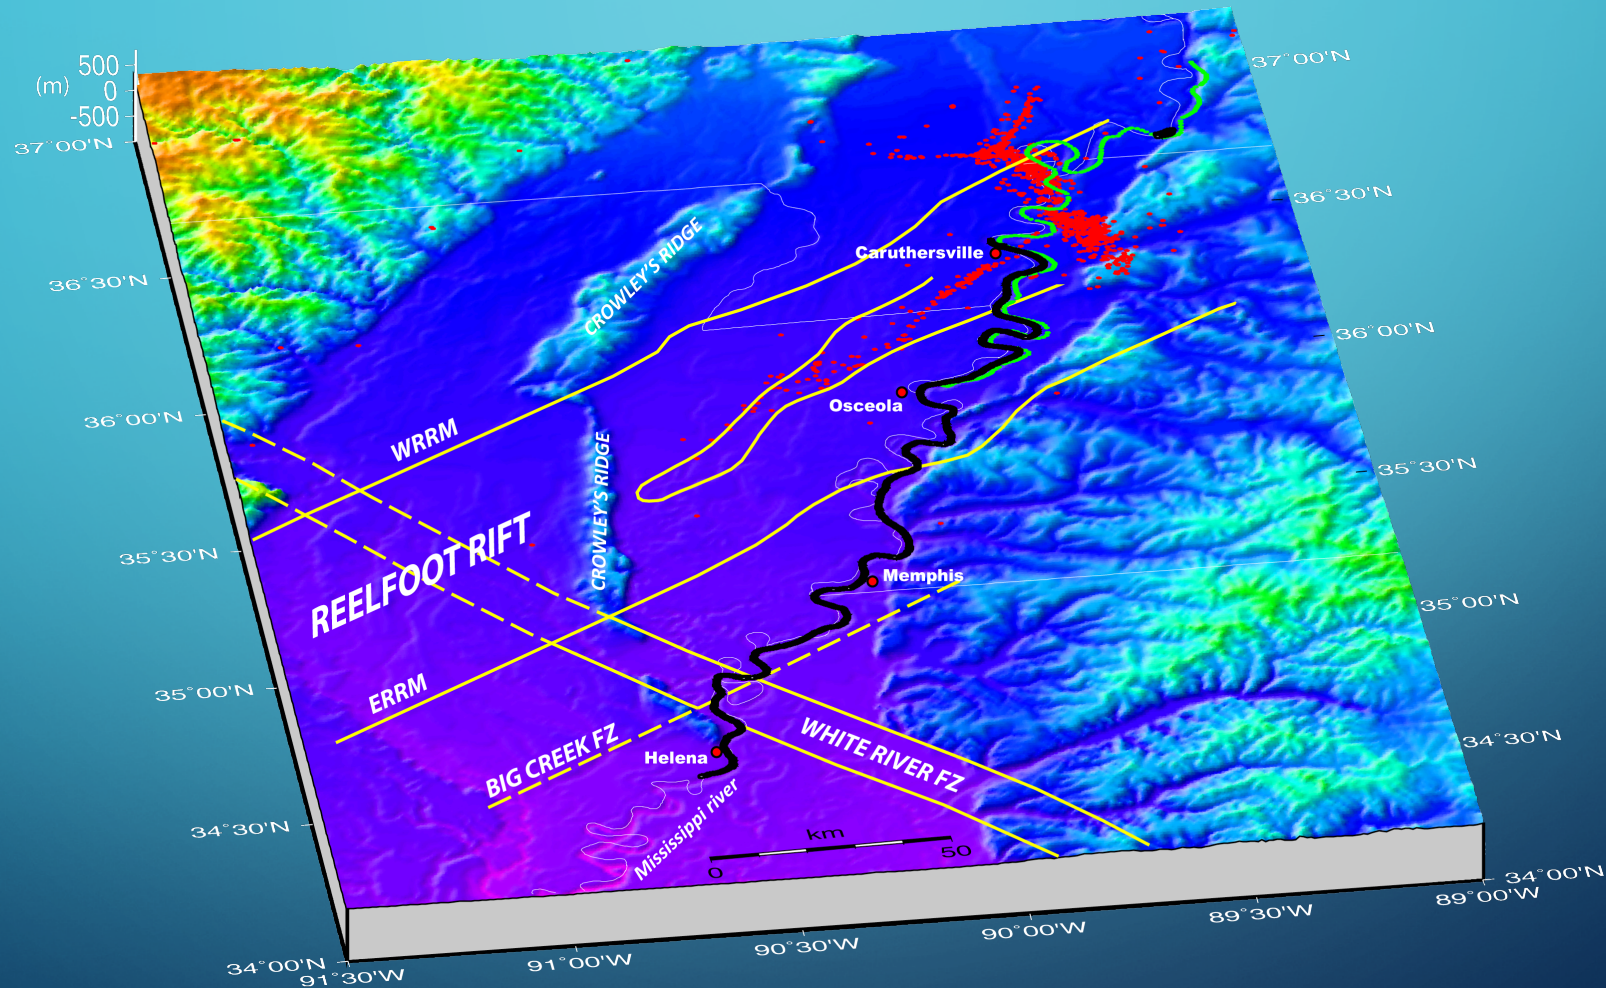 500
(m)
0
-500
37°00'N
36°30'N
36°00'N
35°30'N
35°00'N
34°30'N
34°00'N
37°00'N
36°30'N
36°00'N
35°30'N
35°00'N
34°30'N
34°00'N
91°30'W
91°00'W
90°30'W
90°00'W
89°30'W
89°00'W
CROWLEY'S RIDGE
Caruthersville
Osceola
WRRM
CROWLEY'S RIDGE
REELFOOT RIFT
Memphis
ERRM
BIG CREEK FZ
WHITE RIVER FZ
Helena
Mississippi river
km
0
50